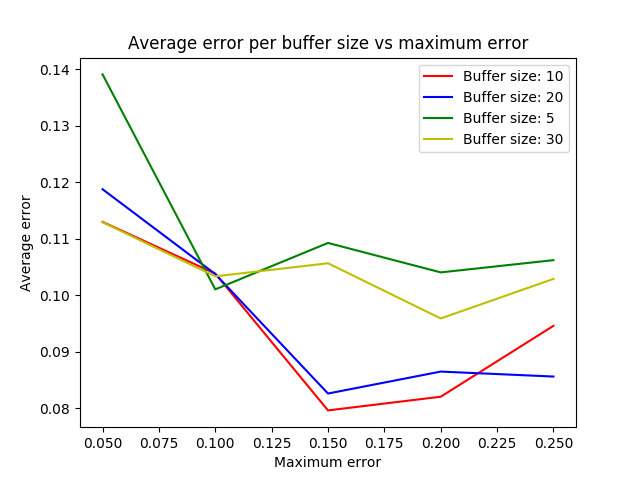 Average error per buffer size vs maximum error
Buffer size: 10
Buffer size: 20
Buffer size: 5
Buffer size: 30
0.14
0.13
0.12
0.11
0.10
0.09
0.08
Average error
0.050 0.075 0.100 0.125 0.150 0.175 0.200 0.225 0.250
Maximum error